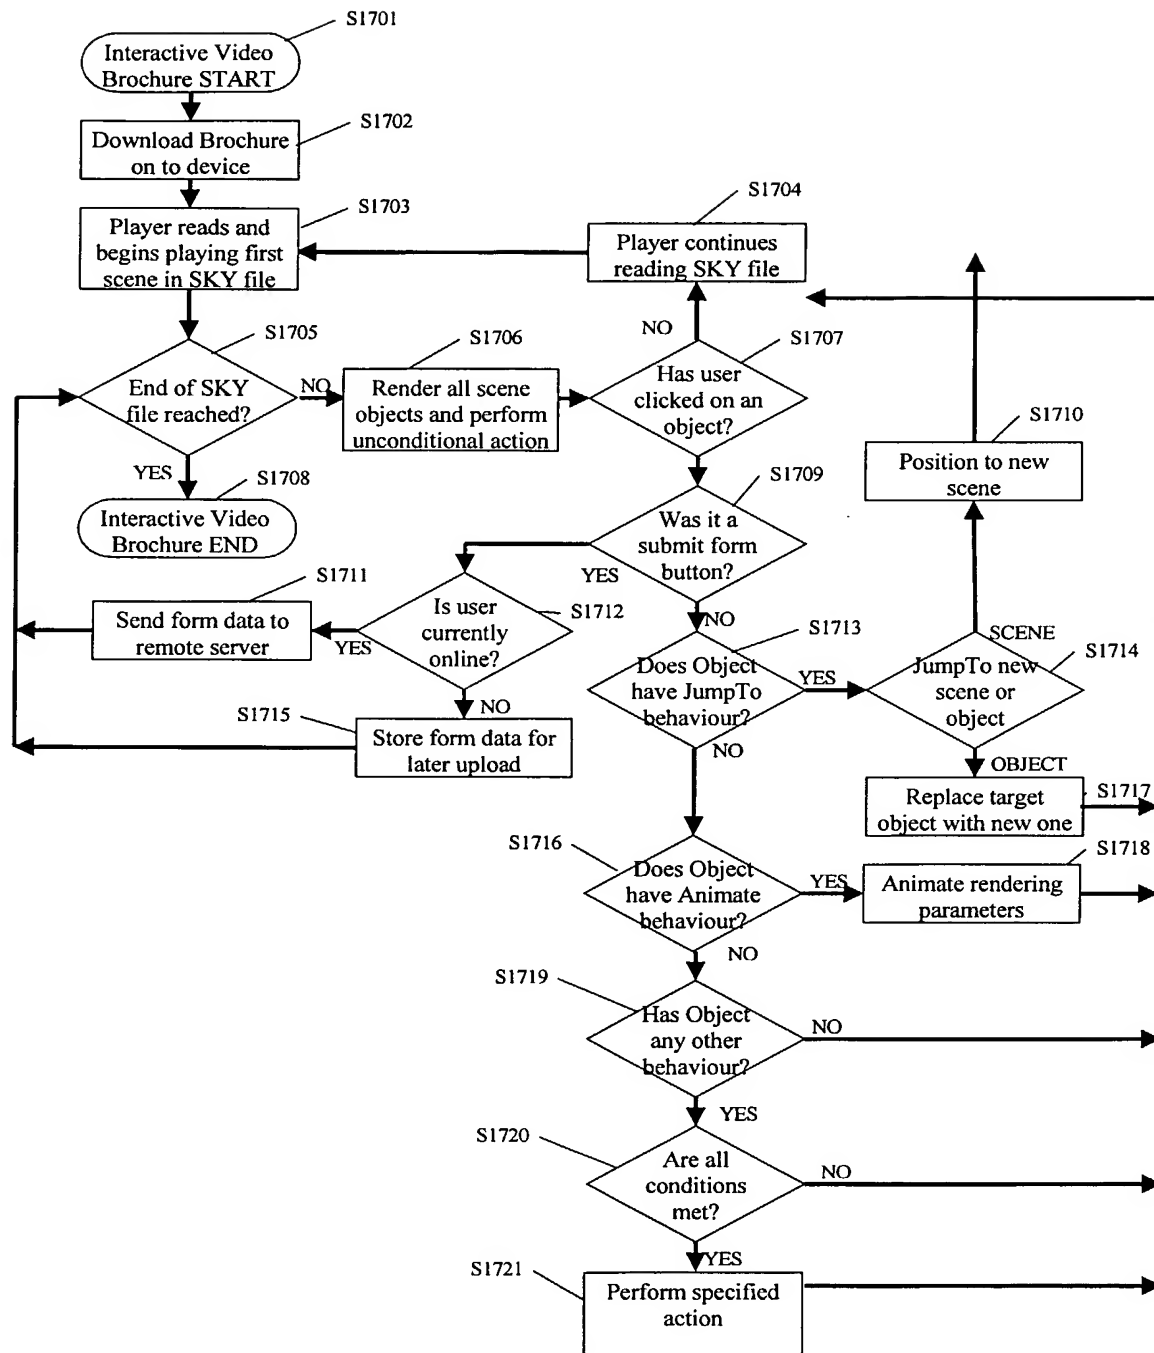 S1701
Interactive Video
Brochure START
S1702
Download Brochure
on to device
S1703
Player reads and
begins playing first
scene in SKY file
S1704
Player continues
reading SKY file
S1705
End of SKY
file reached?
NO
YES
S1706
Render all scene
objects and perform
unconditional action
S1707
NO
Has user
clicked on an
object?
S1708
Interactive Video
Brochure END
S1709
Was it a
submit form
button?
YES
NO
S1710
Position to new
scene
S1711
Send form data to
remote server
S1712
Is user
currently
online?
YES
NO
S1713
Does Object
have JumpTo
behaviour?
YES
NO
SCENE
S1714
JumpTo new
scene or
object
OBJECT
S1715
Store form data for
later upload
S1717
Replace target
object with new one
S1716
Does Object
have Animate
behaviour?
YES
NO
S1718
Animate rendering
parameters
S1719
Has Object
any other
behaviour?
NO
YES
S1720
Are all
conditions
met?
NO
YES
S1721
Perform specified
action